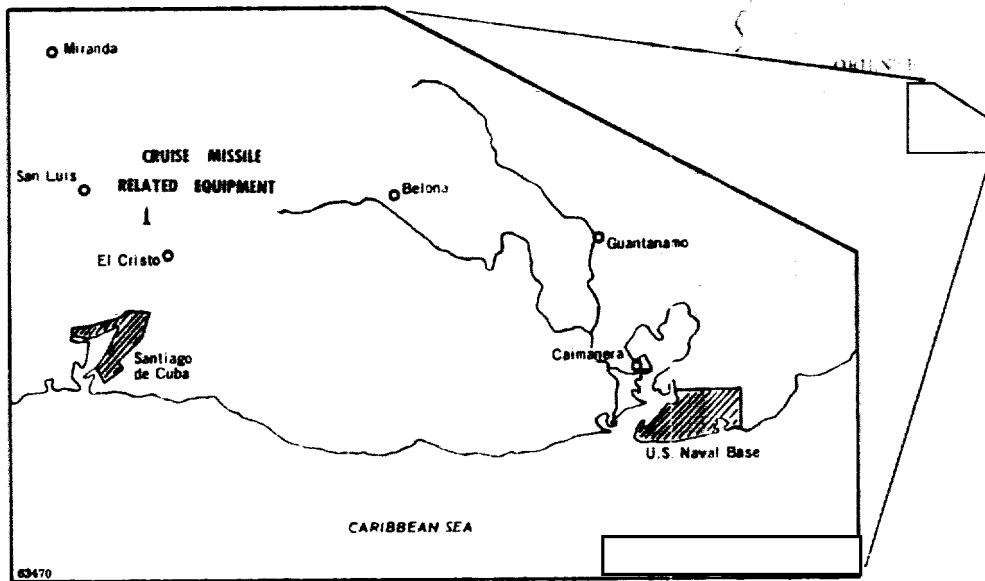 Miranda
CRUISE MISSILE
RELATED EQUIPMENT
San Luis
Belona
El Cristo
Guantanamo
Santiago
de Cuba
Caimanera
U.S. Naval Base
CARIBBEAN SEA
63470